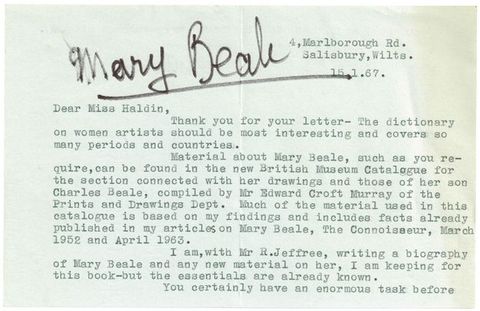 Mary Beale
4,Marlborough Rd.
Salisbury,Wilts.
15.1.67.
Dear Miss Haldin,
Thank you for your letter- The dictionary
on women artists should be most interesting and covers so
many periods and countries.
Material about Mary Beale, such as you re-
quire,can be found in the new British Museum Catalogue for
the section connected with her drawings and those of her son
Charles Beale, compiled by Mr Edward Croft Murray of the
Prints and Drawings Dept. Much of the material used in this
catalogue is based on my findings and includes facts already
published in my articles on Mary Beale, The Connoisseur, March
1952 and April 1963.
I am,with Mr R.Jeffree, writing a biography
of Mary Beale and any new material on her, I am keeping for
this book-but the essentials are already known.
You certainly have an enormous task before